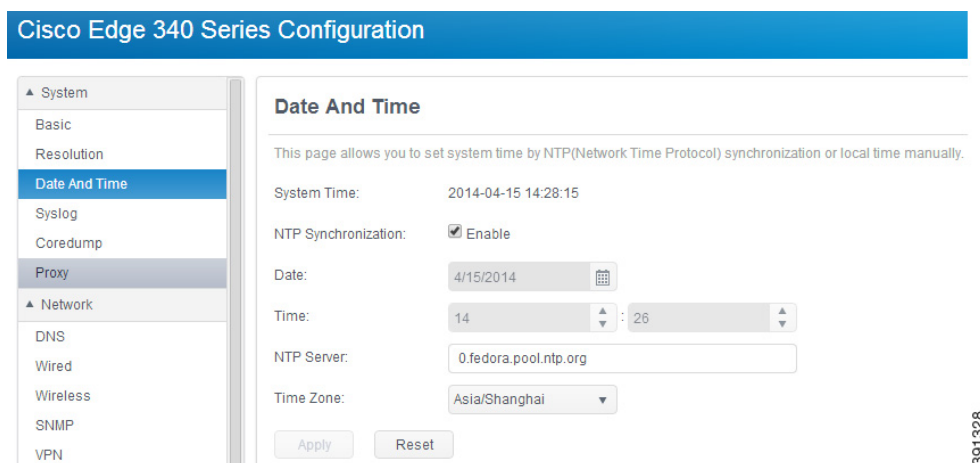 Cisco Edge 340 Series Configuration
System
Basic
Resolution
Date And Time
Syslog
Coredump
Proxy
Network
DNS
Wired
Wireless
SNMP
VPN
Date And Time
This page allows you to set system time by NTP(Network Time Protocol) synchronization or local time manually.
System Time: 2014-04-15 14:28:15
NTP Synchronization: Enable
Date: 4/15/2014
Time: 14 : 26
NTP Server: 0.fedora.pool.ntp.org
Time Zone: Asia/Shanghai
Apply Reset
391328